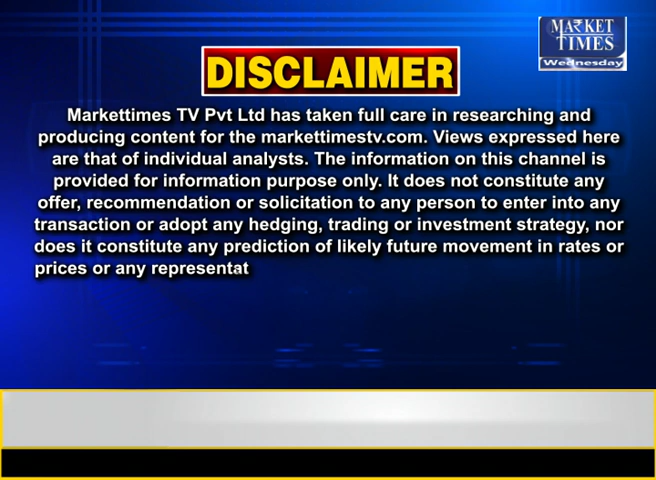 MARKET
TIMES
Wednesday
DISCLAIMER
Markettimes TV Pvt Ltd has taken full care in researching and
producing content for the markettimestv.com. Views expressed here
are that of individual analysts. The information on this channel is
provided for information purpose only. It does not constitute any
offer, recommendation or solicitation to any person to enter into any
transaction or adopt any hedging, trading or investment strategy, nor
does it constitute any prediction of likely future movement in rates or
prices or any representat